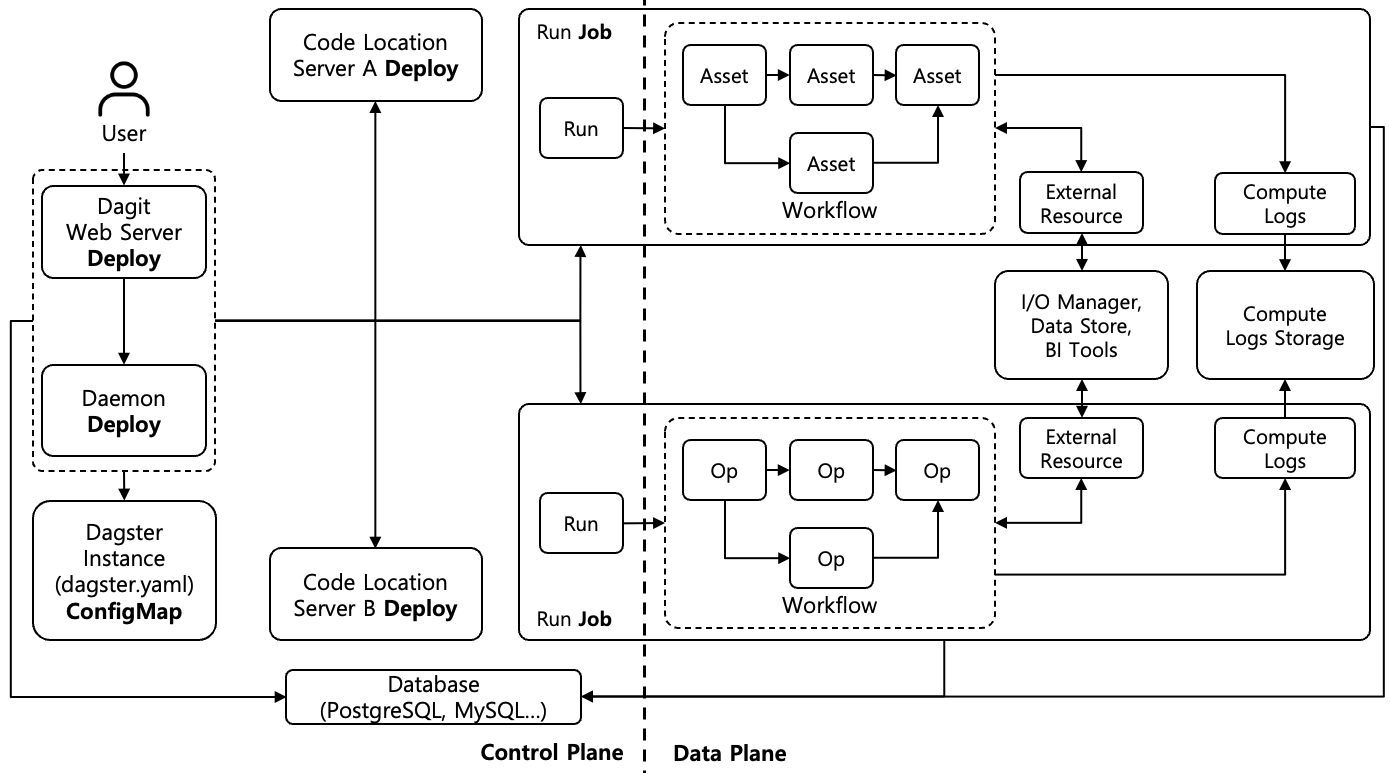 User
Dagit
Web Server
Deploy
Daemon
Deploy
Dagster
Instance
(dagster.yaml)
ConfigMap
Code Location
Server A Deploy
Code Location
Server B Deploy
Database
(PostgreSQL, MySQL...)
Run Job
Run
Asset
Asset
Asset
Asset
Workflow
External
Resource
Compute
Logs
I/O Manager,
Data Store,
BI Tools
Compute
Logs Storage
External
Resource
Compute
Logs
Run
Op
Op
Op
Op
Workflow
Run Job
Control Plane
Data Plane